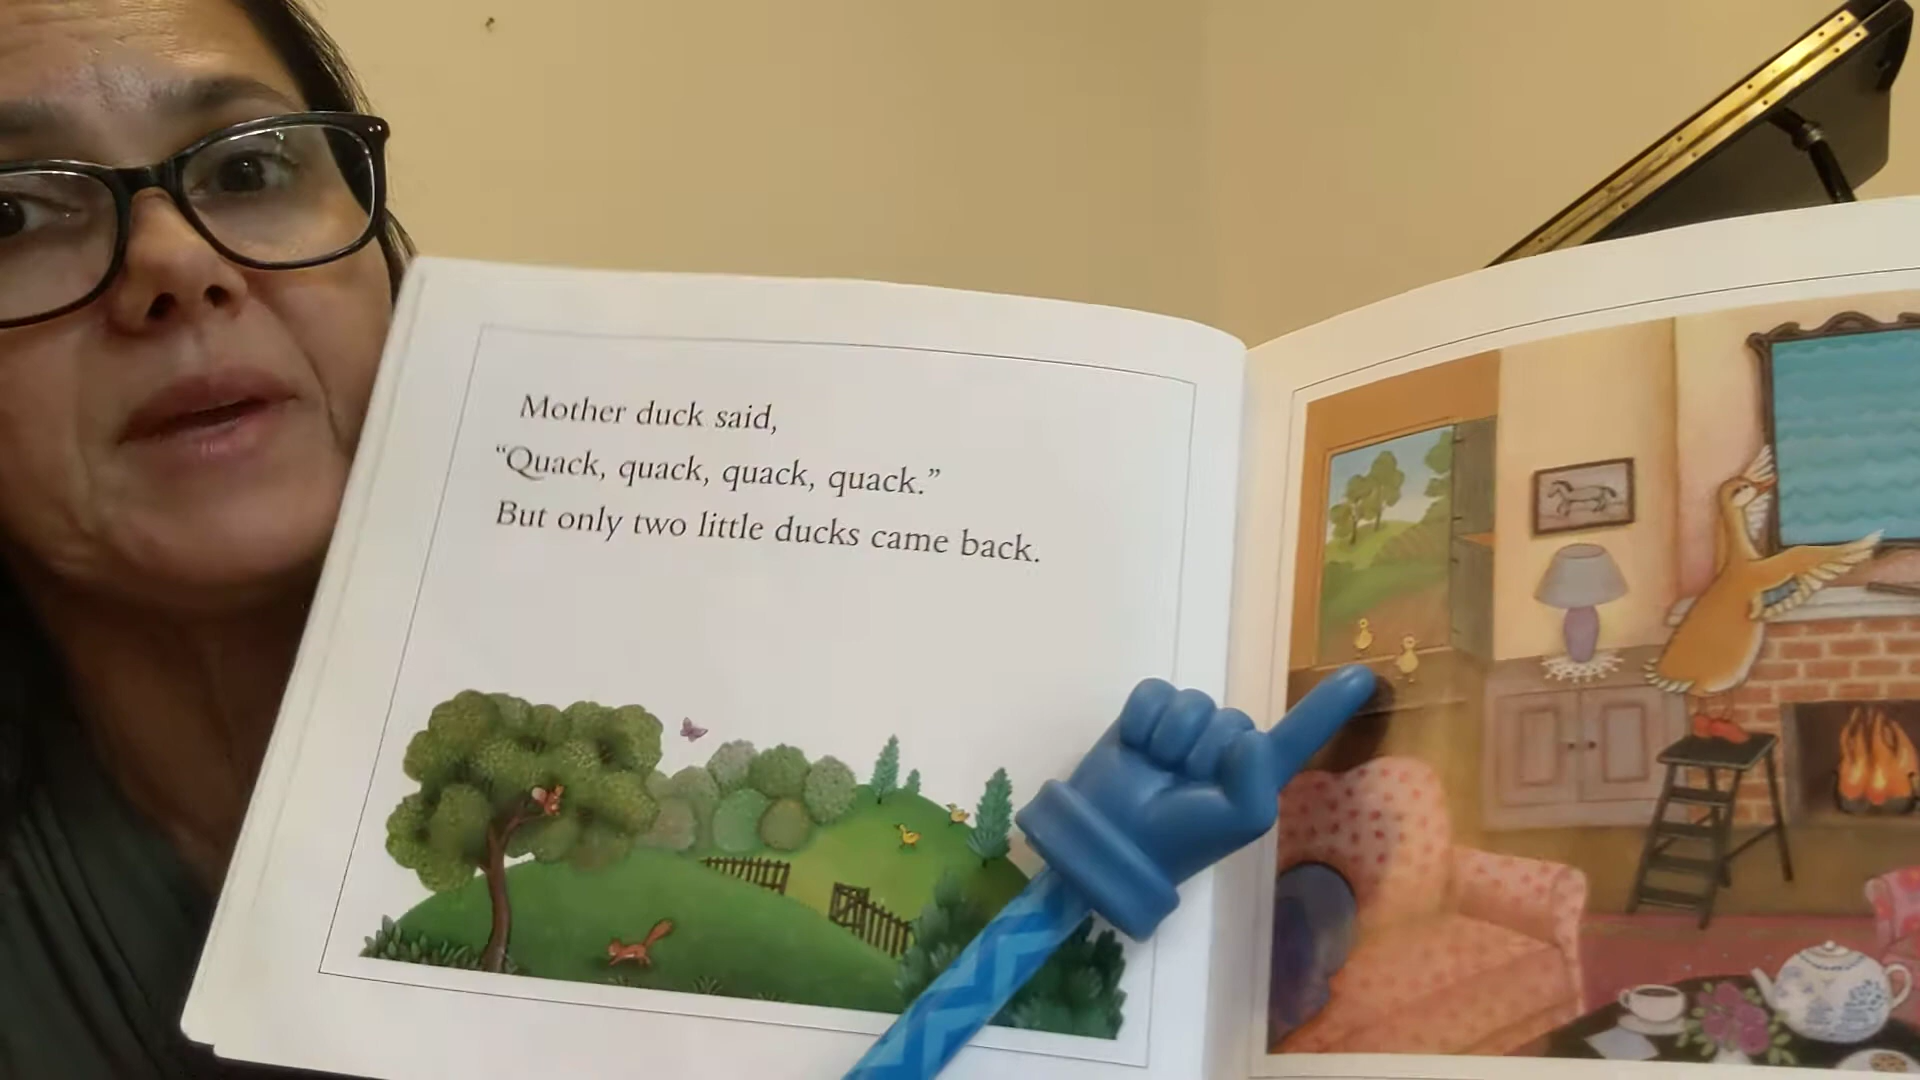 Mother duck said,
“Quack, quack, quack, quack.”
But only two little ducks came back.